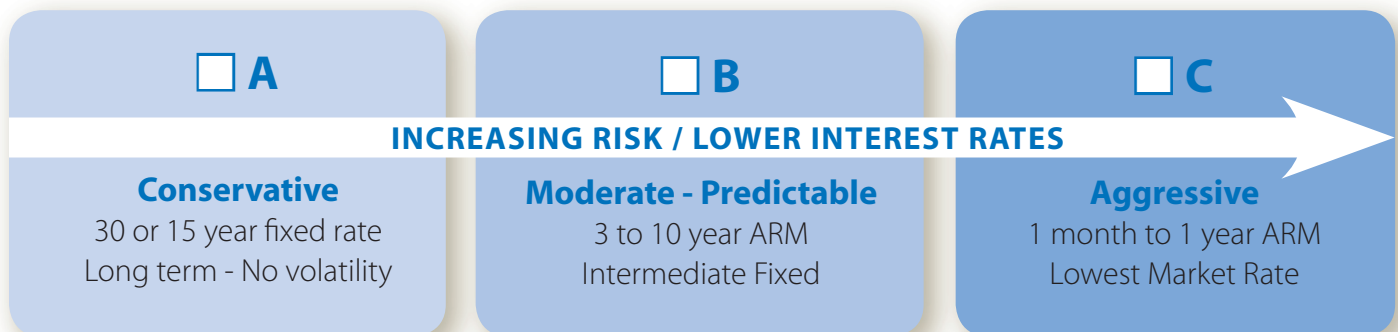 A
B
C
INCREASING RISK / LOWER INTEREST RATES
Conservative
30 or 15 year fixed rate
Long term - No volatility
Moderate - Predictable
3 to 10 year ARM
Intermediate Fixed
Aggressive
1 month to 1 year ARM
Lowest Market Rate